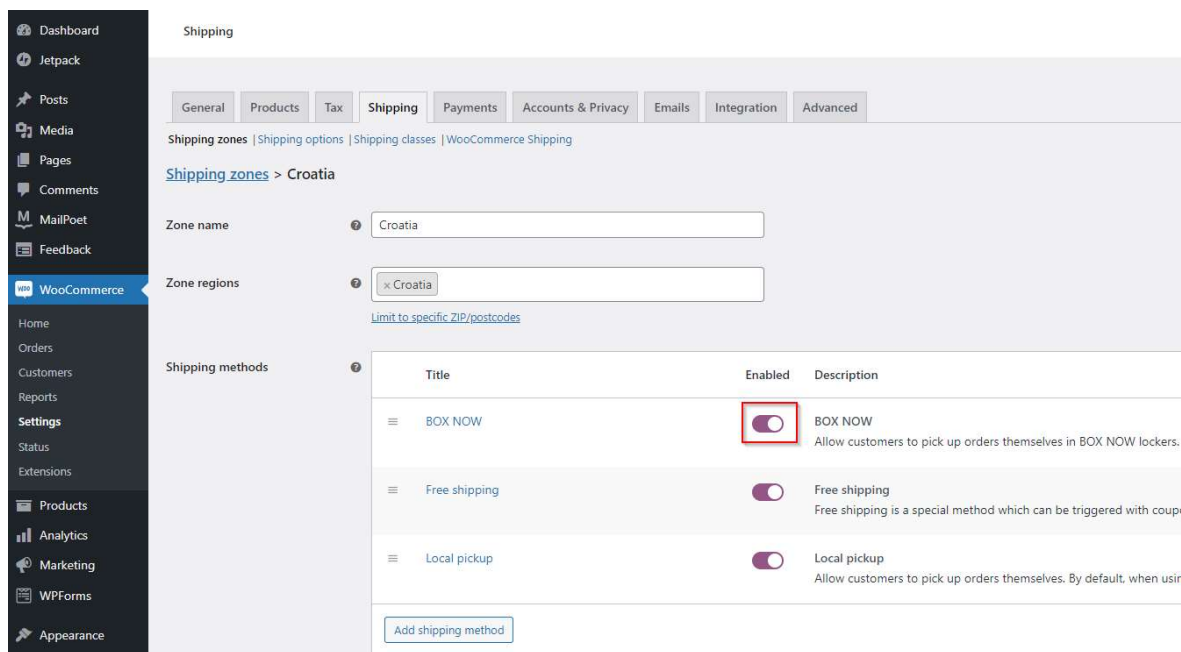 Dashboard
Jetpack
Posts
Media
Pages
Comments
MailPoet
Feedback
WooCommerce
Home
Orders
Customers
Reports
Settings
Status
Extensions
Products
Analytics
Marketing
WPForms
Appearance
Shipping
General Products Tax Shipping Payments Accounts & Privacy Emails Integration Advanced
Shipping zones | Shipping options | Shipping classes | WooCommerce Shipping
Shipping zones > Croatia
Zone name
Croatia
Zone regions
× Croatia
Limit to specific ZIP/postcodes
Shipping methods
Title Enabled Description
BOX NOW BOX NOW
Allow customers to pick up orders themselves in BOX NOW lockers.
Free shipping Free shipping
Free shipping is a special method which can be triggered with coupo
Local pickup Local pickup
Allow customers to pick up orders themselves. By default, when usin
Add shipping method